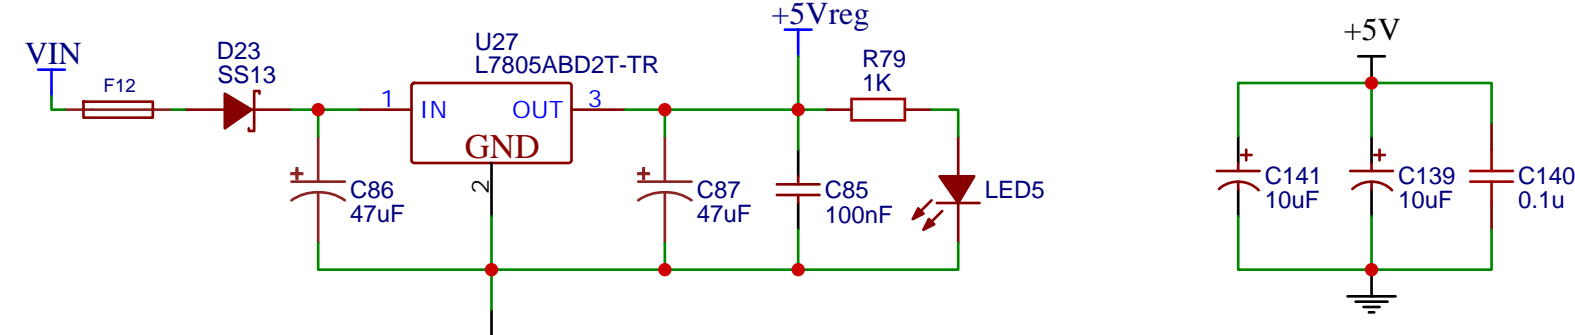 VIN
F12
D23
SS13
U27
L7805ABD2T-TR
1
IN
OUT
3
GND
2
+
C86
47uF
+5Vreg
R79
1K
+
C87
47uF
C85
100nF
LED5
+5V
+
C141
10uF
+
C139
10uF
C140
0.1u